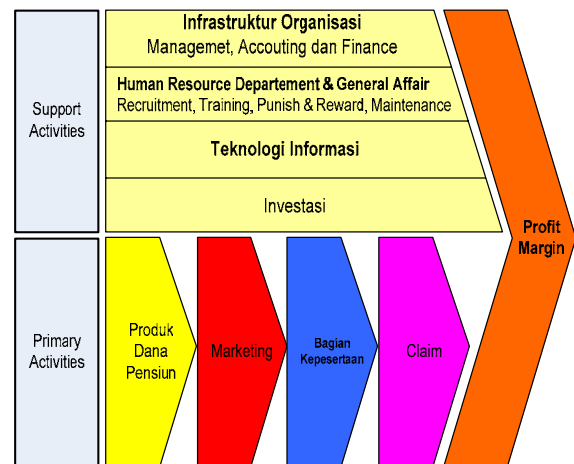 Support
Activities
Infrastruktur Organisasi
Managemet, Accouting dan Finance
Human Resource Departement & General Affair
Recruitment, Training, Punish & Reward, Maintenance
Teknologi Informasi
Investasi
Profit
Margin
Primary
Activities
Produk
Dana
Pensiun
Marketing
Bagian
Kepesertaan
Claim